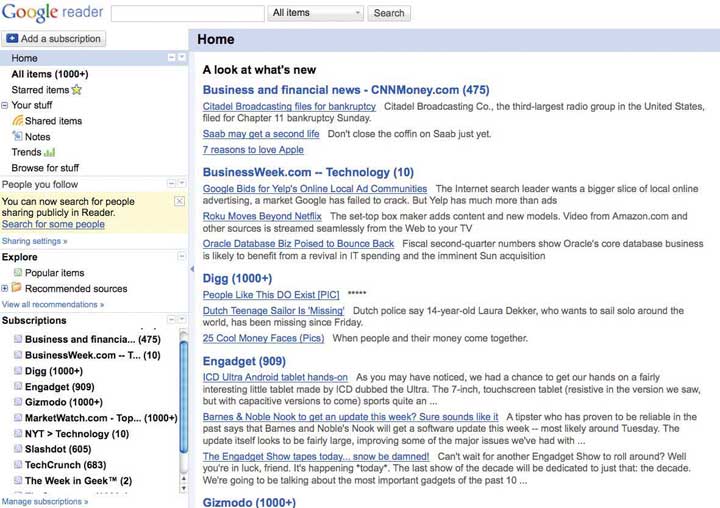 Google reader
All items
Search
Add a subscription
Home
All items (1000+)
Starred items
Your stuff
Shared items
Notes
Trends
Browse for stuff
People you follow
You can now search for people
sharing publicly in Reader.
Search for some people
Sharing settings »
Explore
Popular items
Recommended sources
View all recommendations »
Subscriptions
Business and financia... (475)
BusinessWeek.com -- T... (10)
Digg (1000+)
Engadget (909)
Gizmodo (1000+)
MarketWatch.com - Top... (1000+)
NYT > Technology (10)
Slashdot (605)
TechCrunch (683)
The Week in Geek™ (2)
Manage subscriptions »
Home
A look at what's new
Business and financial news - CNNMoney.com (475)
Citadel Broadcasting files for bankruptcy Citadel Broadcasting Co., the third-largest radio group in the United States,
filed for Chapter 11 bankruptcy Sunday.
Saab may get a second life Don't close the coffin on Saab just yet.
7 reasons to love Apple
BusinessWeek.com -- Technology (10)
Google Bids for Yelp's Online Local Ad Communities The Internet search leader wants a bigger slice of local online
advertising, a market Google has failed to crack. But Yelp has much more than ads
Roku Moves Beyond Netflix The set-top box maker adds content and new models. Video from Amazon.com and
other sources is streamed seamlessly from the Web to your TV
Oracle Database Biz Poised to Bounce Back Fiscal second-quarter numbers show Oracle's core database business
is likely to benefit from a revival in IT spending and the imminent Sun acquisition
Digg (1000+)
People Like This DO Exist [PIC] *****
Dutch Teenage Sailor Is 'Missing' Dutch police say 14-year-old Laura Dekker, who wants to sail solo around the
world, has been missing since Friday.
25 Cool Money Faces (Pics) When people and their money come together.
Engadget (909)
ICD Ultra Android tablet hands-on As you may have noticed, we had a chance to get our hands on a fairly
interesting little tablet made by ICD dubbed the Ultra. The 7-inch, touchscreen tablet (resistive in the version we saw,
but with capacitive versions to come) sports quite an ...
Barnes & Noble Nook to get an update this week? Sure sounds like it A tipster who has proven to be reliable in the
past says that Barnes and Noble's Nook will get a software update this week -- most likely around Tuesday. The
update itself looks to be fairly large, improving some of the major issues we've had with ...
The Engadget Show tapes today... snow be damned! Can't wait for another Engadget Show to roll around? Well
you're in luck, friend. It's happening *today*. The last show of the decade will be dedicated to just that: the decade.
We're going to be talking about the most important gadgets of the past 10 ...
Gizmodo (1000+)